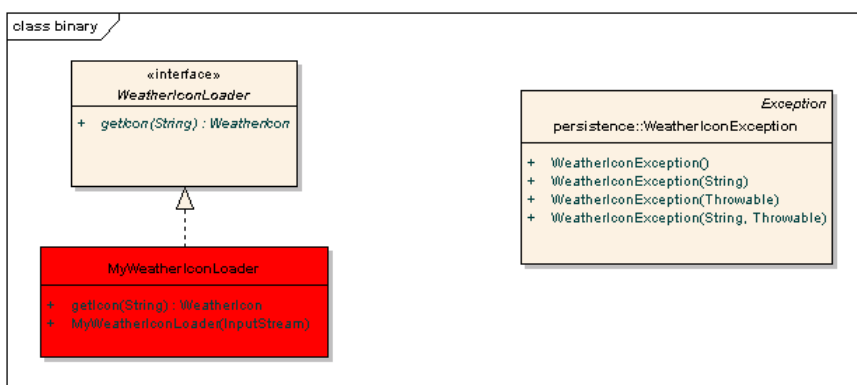 class binary
«interface»
WeatherIconLoader
+ getIcon(String) : WeatherIcon
MyWeatherIconLoader
+ getIcon(String) : WeatherIcon
+ MyWeatherIconLoader(InputStream)
Exception
persistence::WeatherIconException
+ WeatherIconException()
+ WeatherIconException(String)
+ WeatherIconException(Throwable)
+ WeatherIconException(String, Throwable)